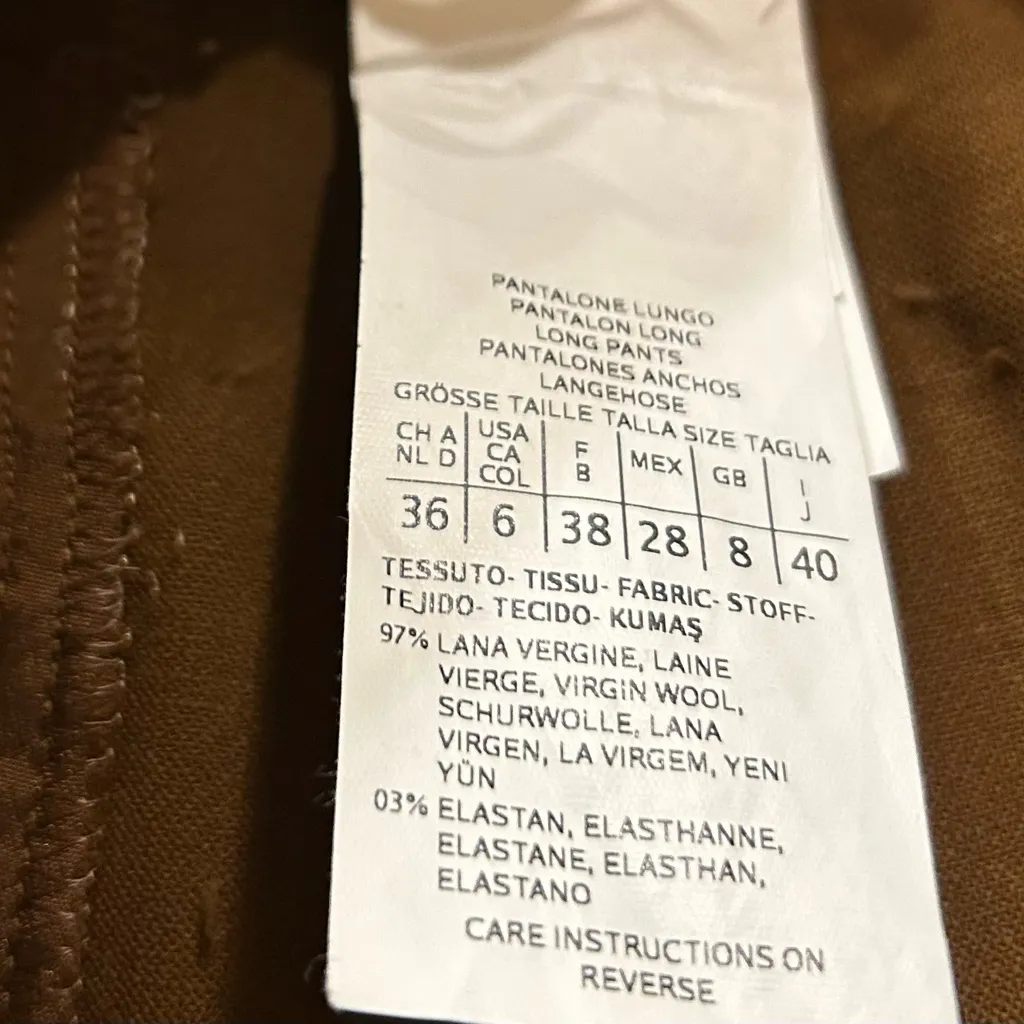 PANTALONE LUNGO
PANTALON LONG
LONG PANTS
PANTALONES ANCHOS
LANGEHOSE
GRÖSSE TAILLE TALLA SIZE TAGLIA
CH A NL D | USA CA COL | F B | MEX | GB | I J
36 | 6 | 38 | 28 | 8 | 40
TESSUTO- TISSU- FABRIC- STOFF-
TEJIDO- TECIDO- KUMAŞ
97% LANA VERGINE, LAINE
VIERGE, VIRGIN WOOL,
SCHURWOLLE, LANA
VIRGEN, LA VIRGEM, YENI
YÜN
03% ELASTAN, ELASTHANNE,
ELASTANE, ELASTHAN,
ELASTANO
CARE INSTRUCTIONS ON
REVERSE